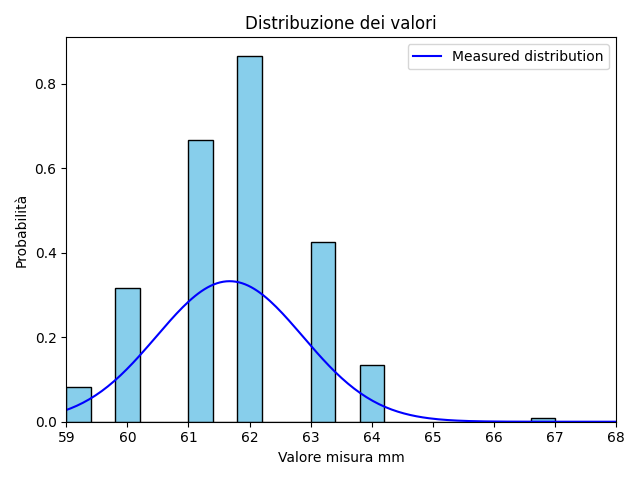 Distribuzione dei valori
Measured distribution
0.8
0.6
0.4
0.2
0.0
Probabilità
59 60 61 62 63 64 65 66 67 68
Valore misura mm